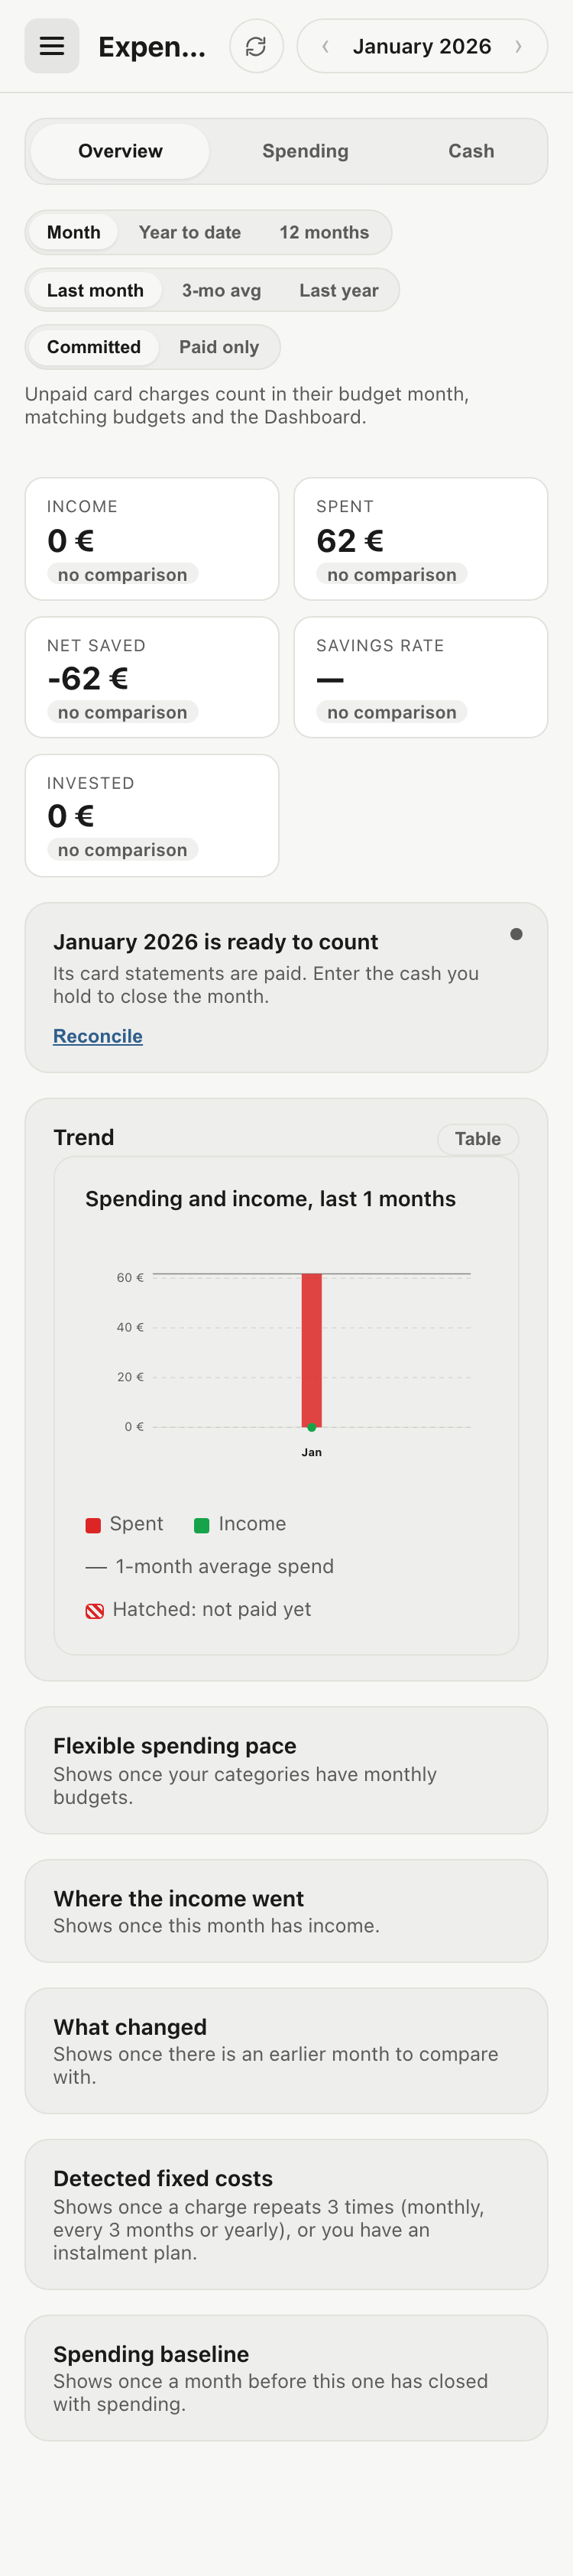 Expen...
January 2026
Overview
Spending
Cash
Month
Year to date
12 months
Last month
3-mo avg
Last year
Committed
Paid only
Unpaid card charges count in their budget month,
matching budgets and the Dashboard.
INCOME
0 €
no comparison
SPENT
62 €
no comparison
NET SAVED
-62 €
no comparison
SAVINGS RATE
—
no comparison
INVESTED
0 €
no comparison
January 2026 is ready to count
Its card statements are paid. Enter the cash you
hold to close the month.
Reconcile
Trend
Table
Spending and income, last 1 months
60 €
40 €
20 €
0 €
Jan
Spent
Income
1-month average spend
Hatched: not paid yet
Flexible spending pace
Shows once your categories have monthly
budgets.
Where the income went
Shows once this month has income.
What changed
Shows once there is an earlier month to compare
with.
Detected fixed costs
Shows once a charge repeats 3 times (monthly,
every 3 months or yearly), or you have an
instalment plan.
Spending baseline
Shows once a month before this one has closed
with spending.